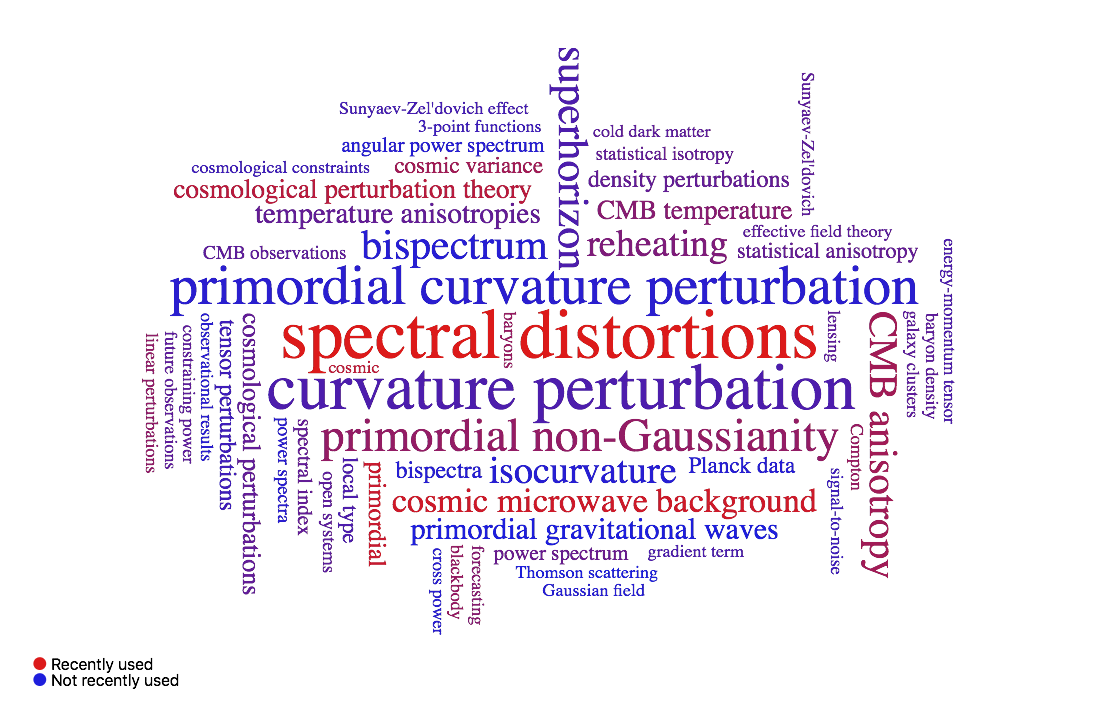 superhorizon
Sunyaev-Zel'dovich effect
3-point functions
angular power spectrum
cosmological constraints
cosmic variance
cosmological perturbation theory
temperature anisotropies
CMB observations
bispectrum
cold dark matter
statistical isotropy
density perturbations
Sunyaev-Zel'dovich
CMB temperature
reheating
effective field theory
statistical anisotropy
energy-momentum tensor
primordial curvature perturbation
spectral distortions
baryons
lensing
cosmic
curvature perturbation
CMB anisotropy
galaxy clusters
baryon density
linear perturbations
future observations
constraining power
observational results
tensor perturbations
cosmological perturbations
primordial non-Gaussianity
power spectra
spectral index
open systems
local type
primordial
bispectra
isocurvature
Planck data
Compton
signal-to-noise
cosmic microwave background
primordial gravitational waves
cross power
blackbody
forecasting
power spectrum
gradient term
Thomson scattering
Gaussian field
Recently used
Not recently used